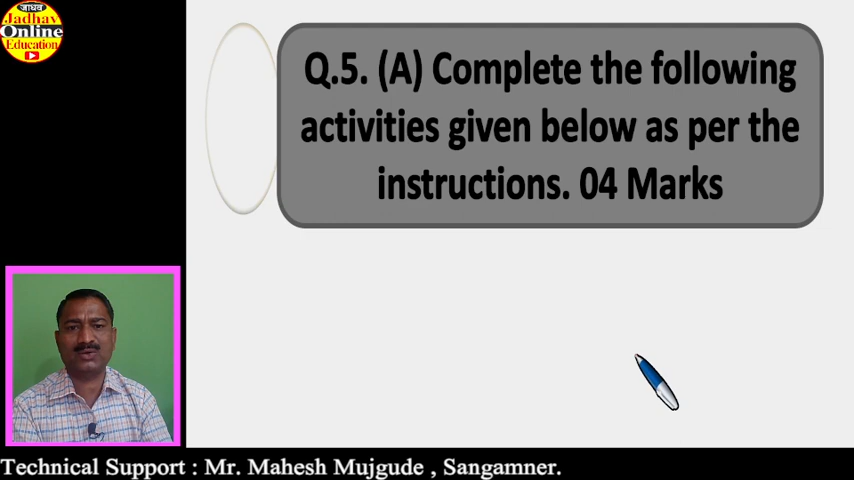 जाधव
Jadhav
Online
Education
Q.5. (A) Complete the following
activities given below as per the
instructions. 04 Marks
Technical Support : Mr. Mahesh Mujgude , Sangamner.